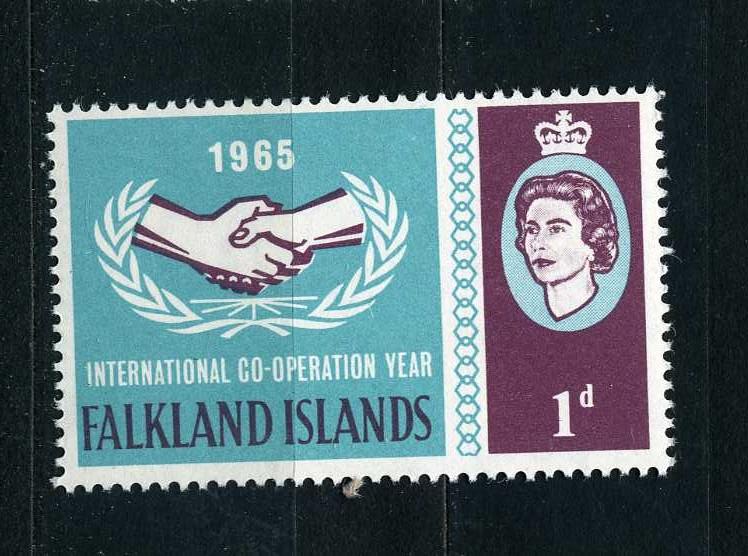 1965
INTERNATIONAL CO-OPERATION YEAR
FALKLAND ISLANDS
1d